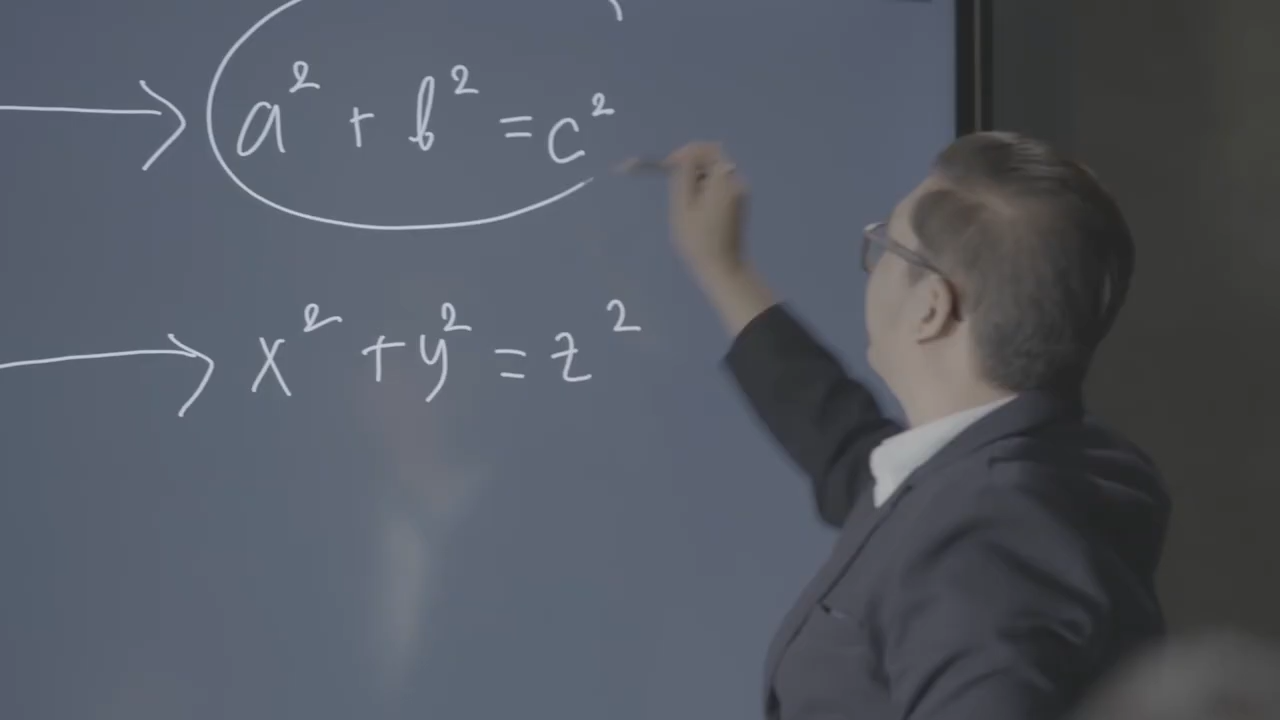 a² + b² = c²
x² + y² = z²